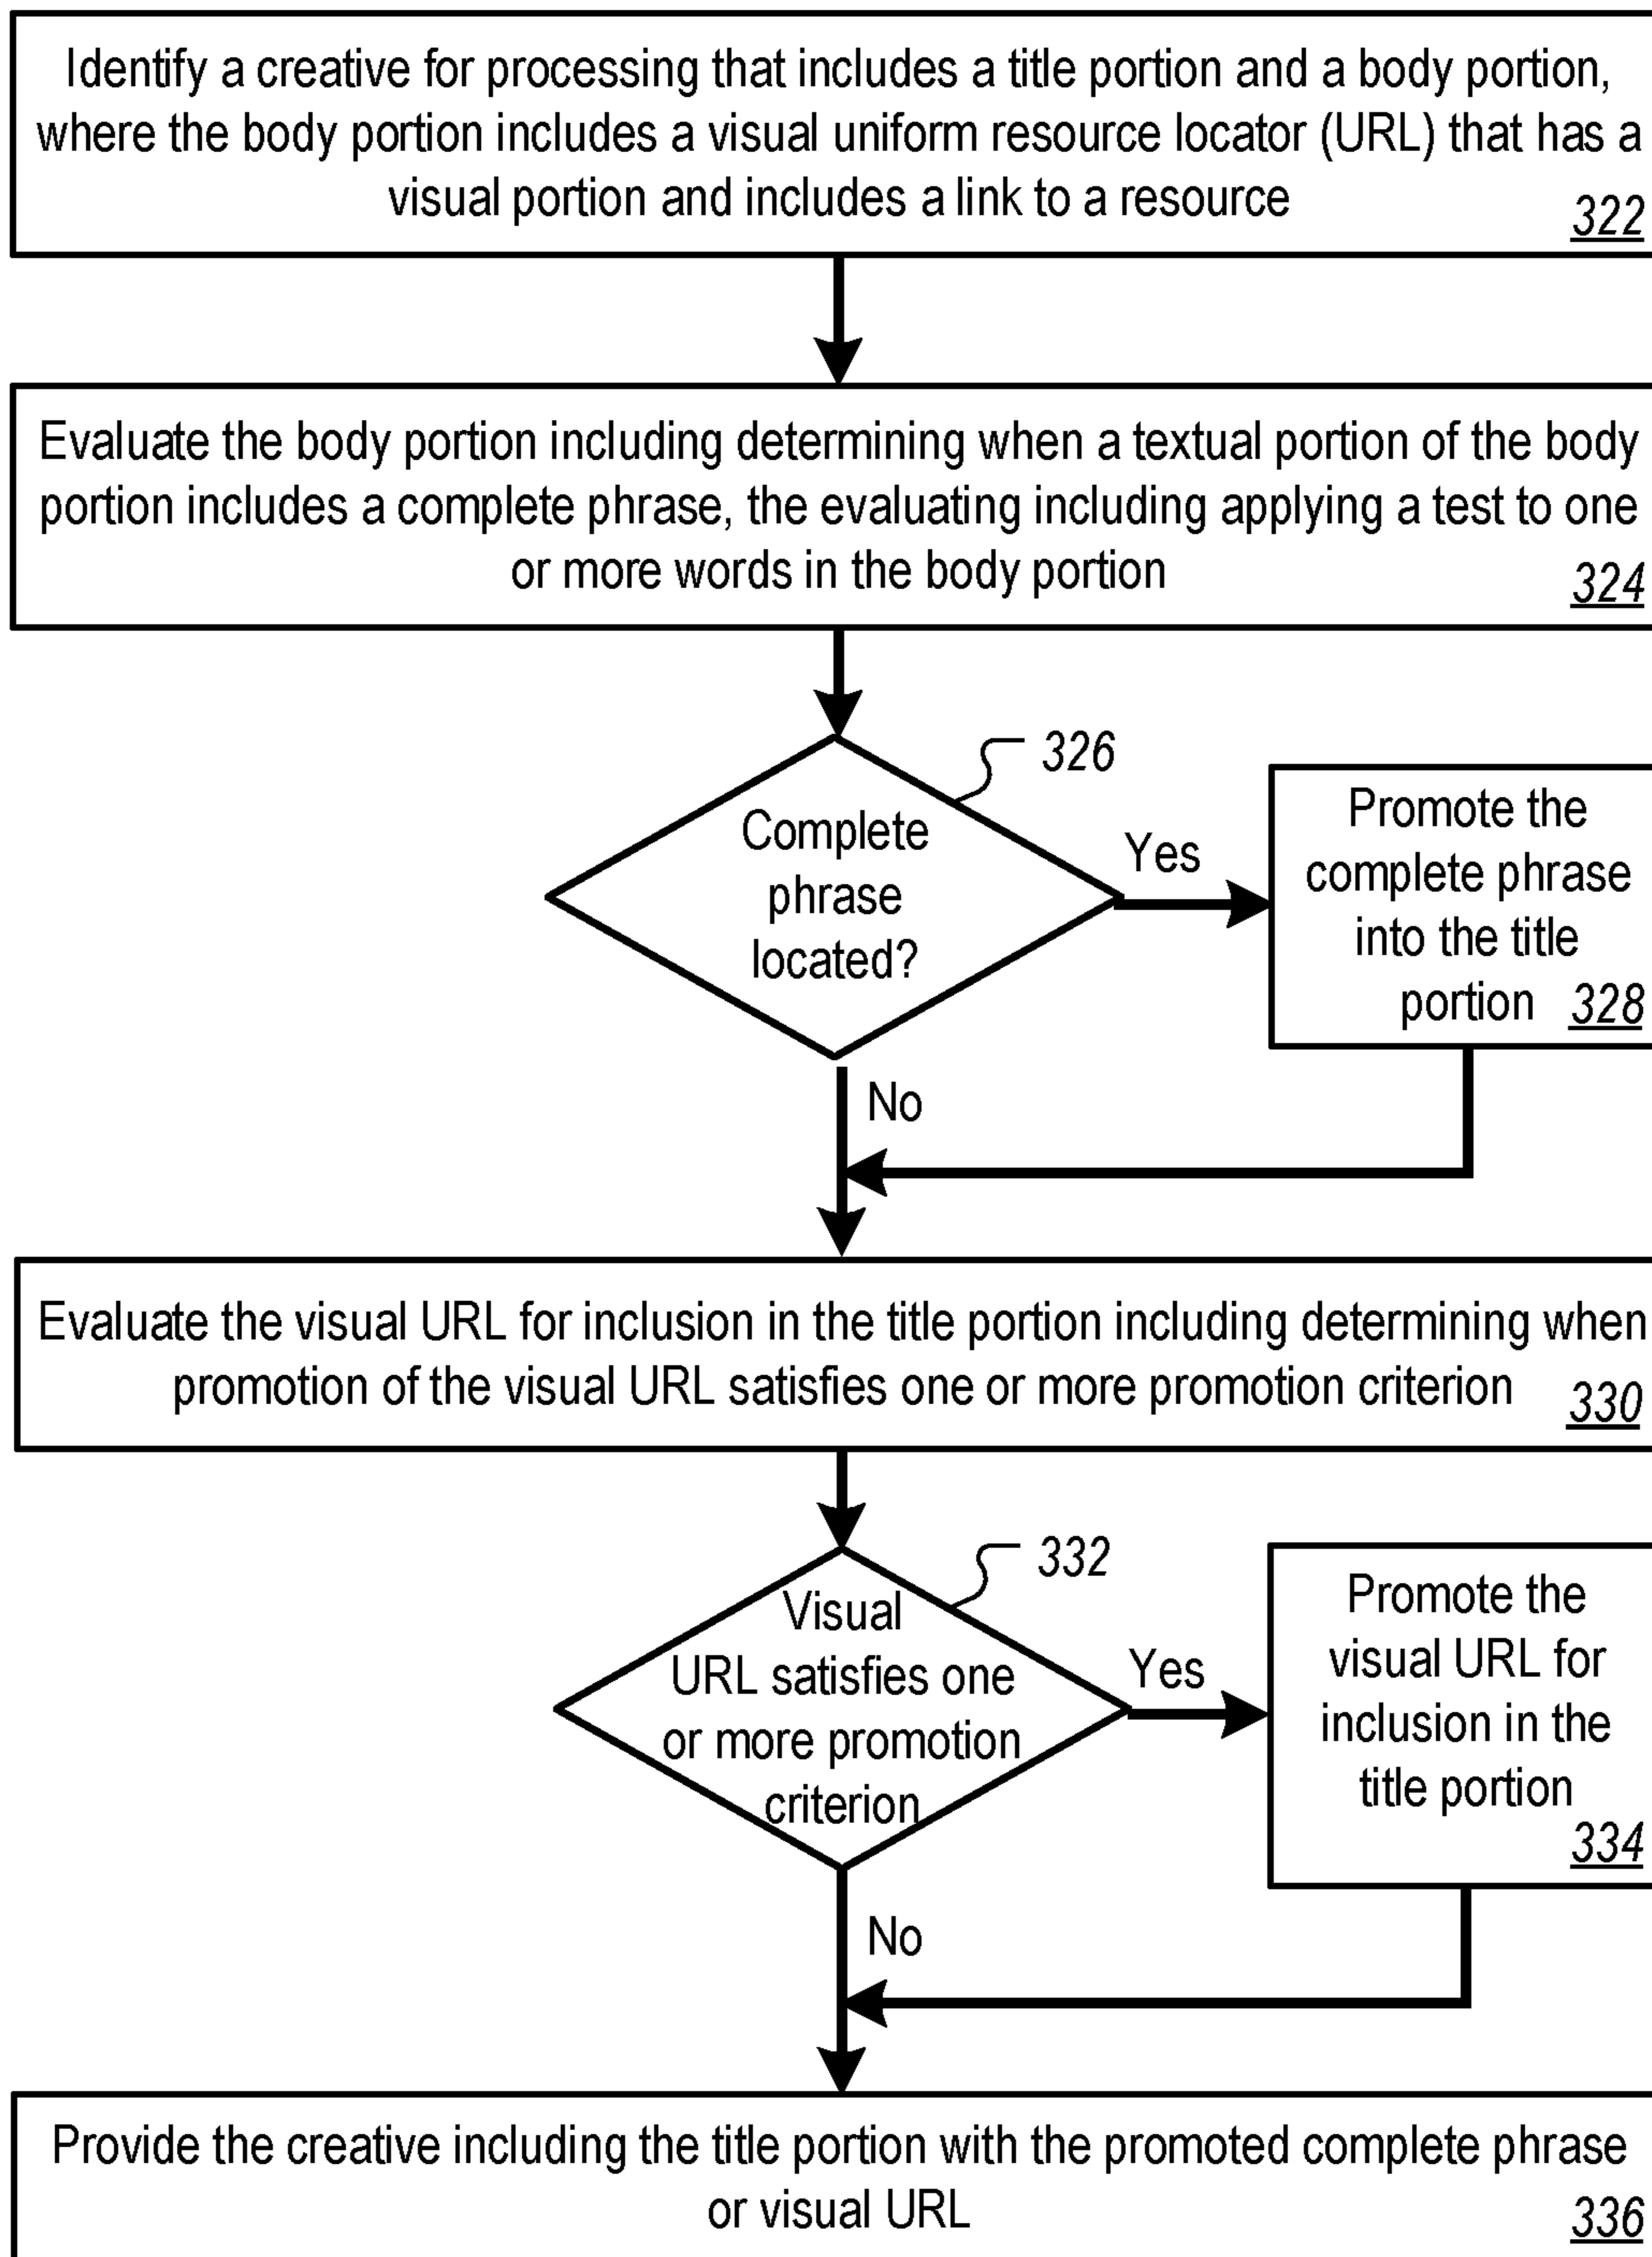 Identify a creative for processing that includes a title portion and a body portion,
where the body portion includes a visual uniform resource locator (URL) that has a
visual portion and includes a link to a resource
322
Evaluate the body portion including determining when a textual portion of the body
portion includes a complete phrase, the evaluating including applying a test to one
or more words in the body portion
324
326
Complete
phrase
located?
Yes
Promote the
complete phrase
into the title
portion 328
No
Evaluate the visual URL for inclusion in the title portion including determining when
promotion of the visual URL satisfies one or more promotion criterion
330
332
Visual
URL satisfies one
or more promotion
criterion
Yes
Promote the
visual URL for
inclusion in the
title portion
334
No
Provide the creative including the title portion with the promoted complete phrase
or visual URL
336